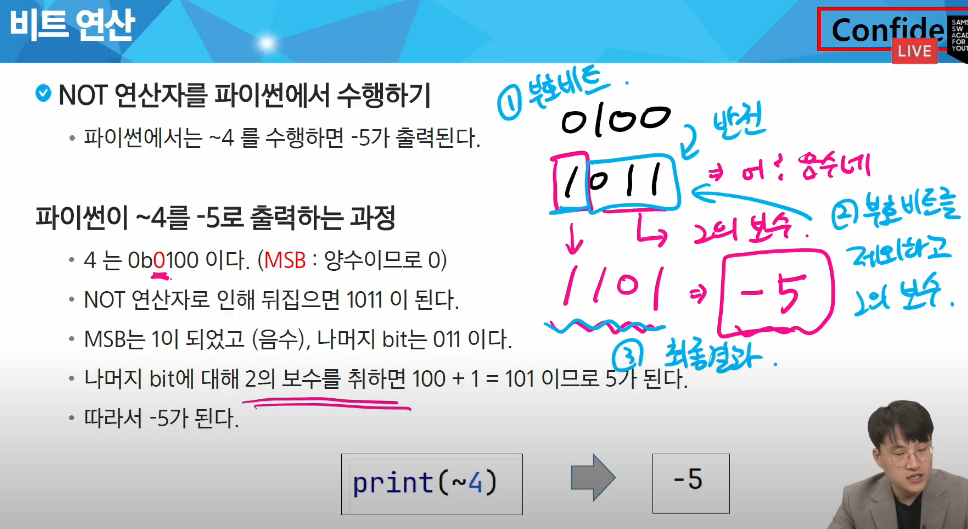 비트 연산
Confide
LIVE
SAMS
SW
ACAD
FOR
YOUT
NOT 연산자를 파이썬에서 수행하기
• 파이썬에서는 ~4 를 수행하면 -5가 출력된다.
파이썬이 ~4를 -5로 출력하는 과정
• 4 는 0b0100 이다. (MSB : 양수이므로 0)
• NOT 연산자로 인해 뒤집으면 1011 이 된다.
• MSB는 1이 되었고 (음수), 나머지 bit는 011 이다.
• 나머지 bit에 대해 2의 보수를 취하면 100 + 1 = 101 이므로 5가 된다.
• 따라서 -5가 된다.
print(~4)
-5
① 부호비트.
0100
반전
1011
⇒ 어? 음수네
2의 보수.
② 부호비트를
제외하고
2의 보수.
1101 ⇒ -5
③ 최종결과.